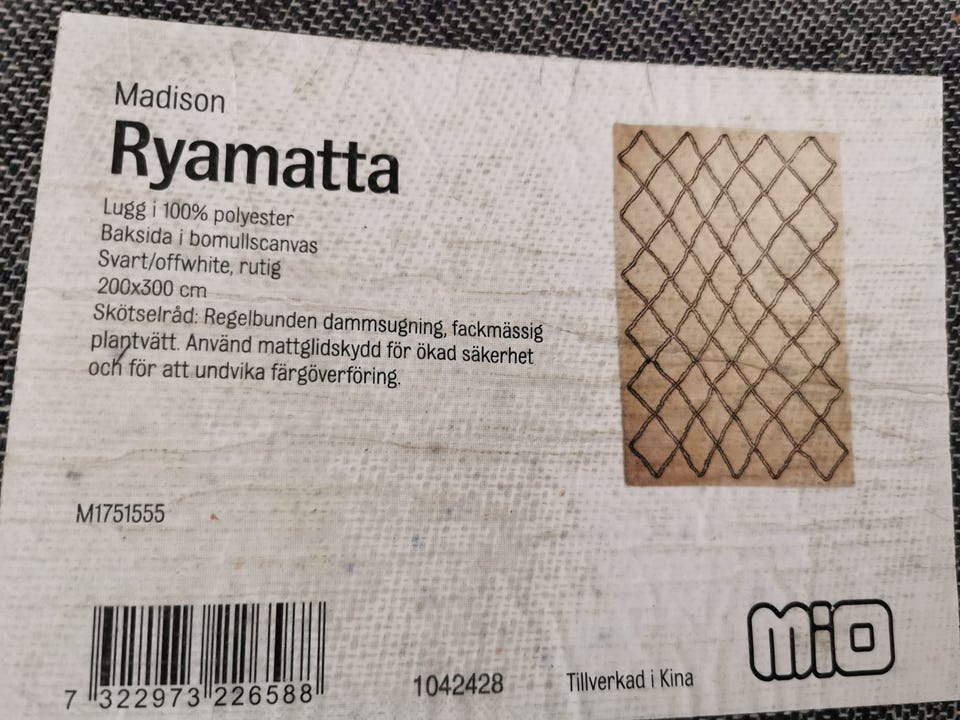 Madison
Ryamatta
Lugg i 100% polyester
Baksida i bomullscanvas
Svart/offwhite, rutig
200x300 cm
Skötselråd: Regelbunden dammsugning, fackmässig
plantvätt. Använd mattglidskydd för ökad säkerhet
och för att undvika färgöverföring.
M1751555
7 322973 226588
1042428
Tillverkad i Kina
mio